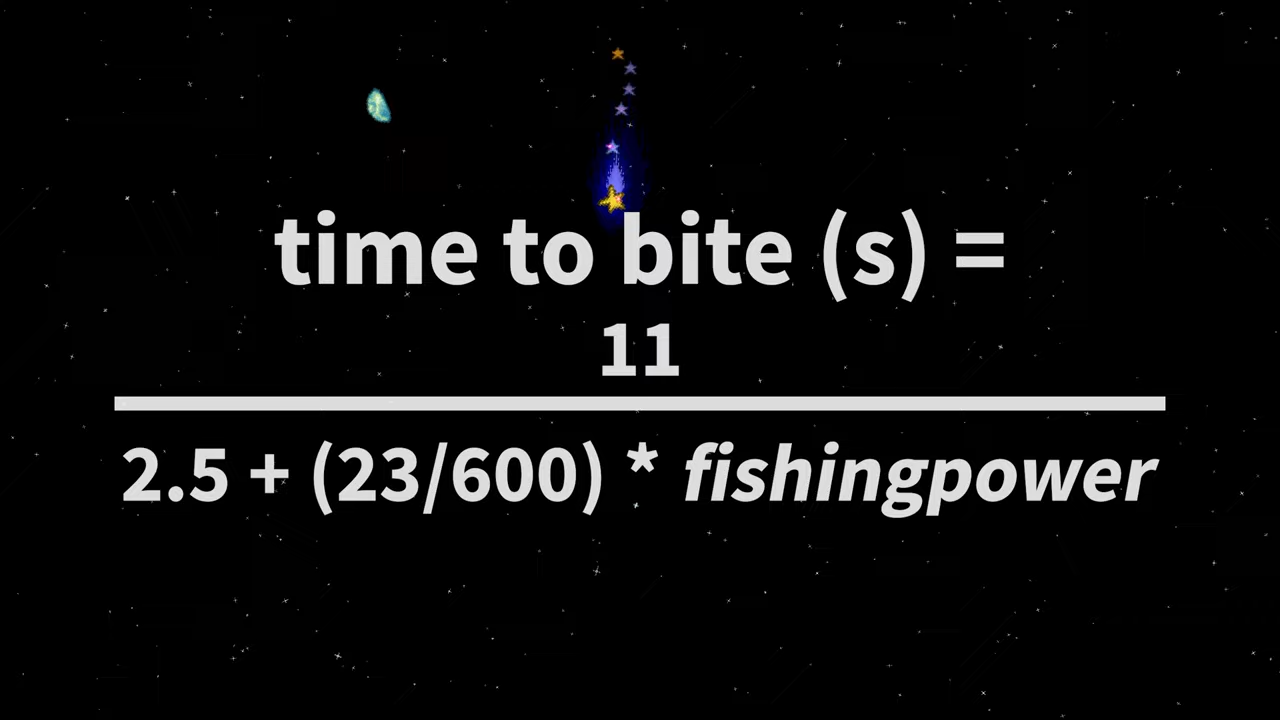 time to bite (s) =
11
2.5 + (23/600) * fishingpower